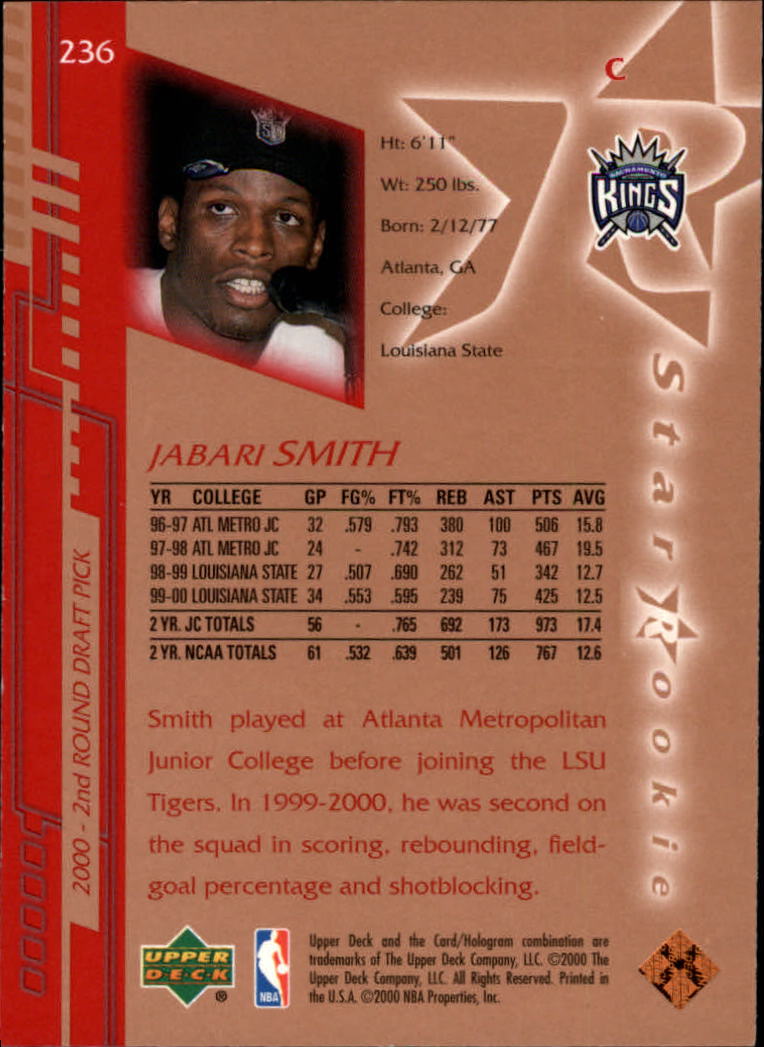 236
C
Ht: 6'11"
Wt: 250 lbs.
Born: 2/12/77
Atlanta, GA
College:
Louisiana State
SACRAMENTO
KINGS
Star Rookie
2000 - 2nd ROUND DRAFT PICK
JABARI SMITH
YR COLLEGE GP FG% FT% REB AST PTS AVG
96-97 ATL METRO JC 32 .579 .793 380 100 506 15.8
97-98 ATL METRO JC 24 - .742 312 73 467 19.5
98-99 LOUISIANA STATE 27 .507 .690 262 51 342 12.7
99-00 LOUISIANA STATE 34 .553 .595 239 75 425 12.5
2 YR. JC TOTALS 56 - .765 692 173 973 17.4
2 YR. NCAA TOTALS 61 .532 .639 501 126 767 12.6
Smith played at Atlanta Metropolitan
Junior College before joining the LSU
Tigers. In 1999-2000, he was second on
the squad in scoring, rebounding, field-
goal percentage and shotblocking.
UPPER
DECK
®
NBA
Upper Deck and the Card/Hologram combination are
trademarks of The Upper Deck Company, LLC. ©2000 The
Upper Deck Company, LLC. All Rights Reserved. Printed in
the U.S.A. ©2000 NBA Properties, Inc.